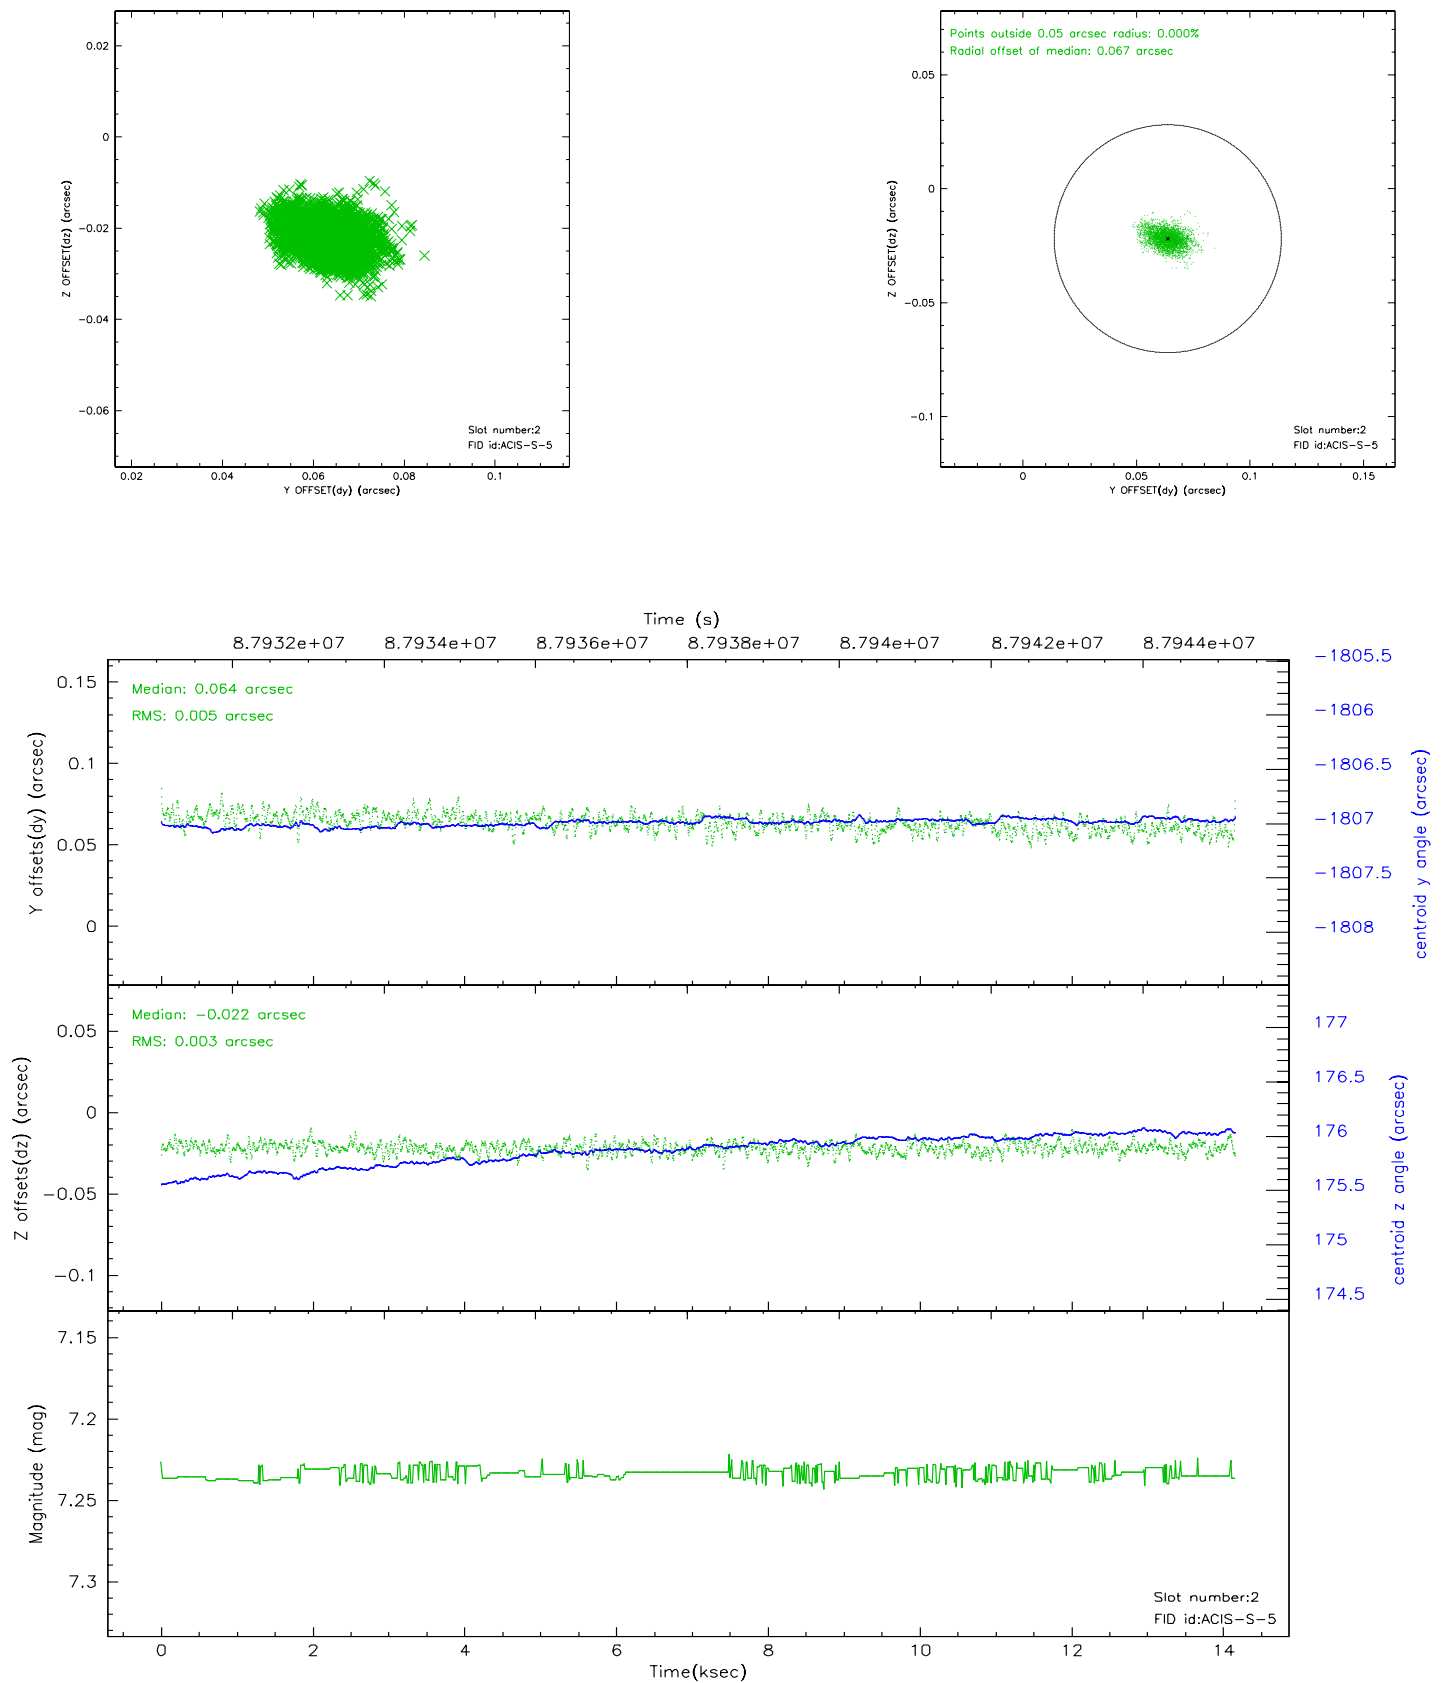 0.02
0
-0.02
-0.04
-0.06
Z OFFSET(dz) (arcsec)
0.02
0.04
0.06
0.08
0.1
Y OFFSET(dy) (arcsec)
Slot number:2
FID id:ACIS-S-5
Points outside 0.05 arcsec radius: 0.000%
Radial offset of median: 0.067 arcsec
0.05
0
-0.05
-0.1
Z OFFSET(dz) (arcsec)
0
0.05
0.1
0.15
Y OFFSET(dy) (arcsec)
Slot number:2
FID id:ACIS-S-5
Time (s)
8.7932e+07
8.7934e+07
8.7936e+07
8.7938e+07
8.794e+07
8.7942e+07
8.7944e+07
Median: 0.064 arcsec
RMS: 0.005 arcsec
0.15
0.1
0.05
0
Y offsets(dy) (arcsec)
-1805.5
-1806
-1806.5
-1807
-1807.5
-1808
centroid y angle (arcsec)
Median: -0.022 arcsec
RMS: 0.003 arcsec
0.05
0
-0.05
-0.1
Z offsets(dz) (arcsec)
177
176.5
176
175.5
175
174.5
centroid z angle (arcsec)
7.15
7.2
7.25
7.3
Magnitude (mag)
Slot number:2
FID id:ACIS-S-5
0
2
4
6
8
10
12
14
Time(ksec)